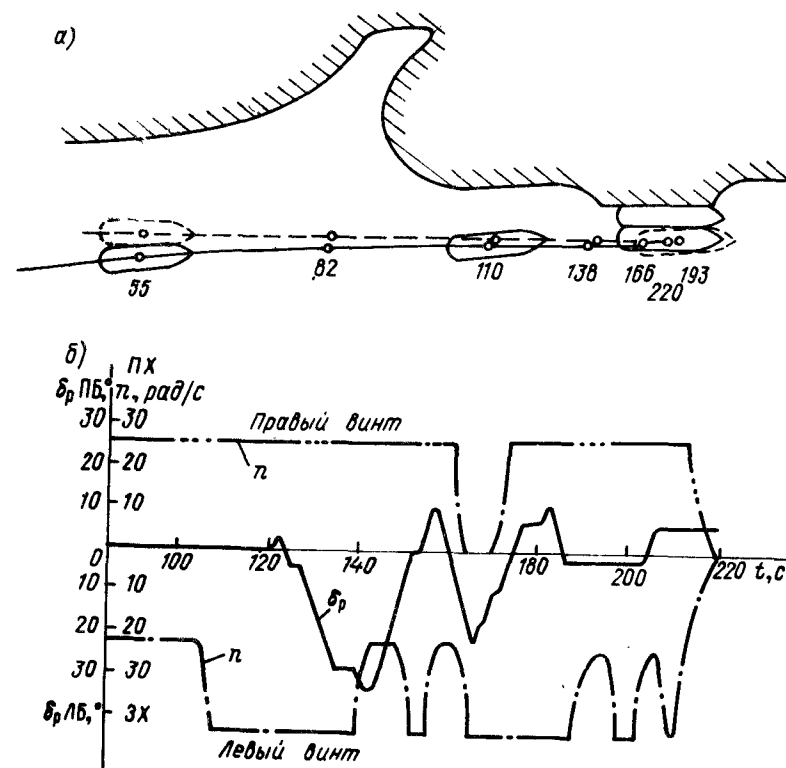 а)
55
82
110
138
166
193
220
б)
ПХ
δр ПБ,° n, рад/с
30 30
Правый винт
20 20
n
10 10
0
100 120 140 180 200 220 t, с
10 10
δр
20 20
n
30 30
δр ЛБ,° ЗХ
Левый винт